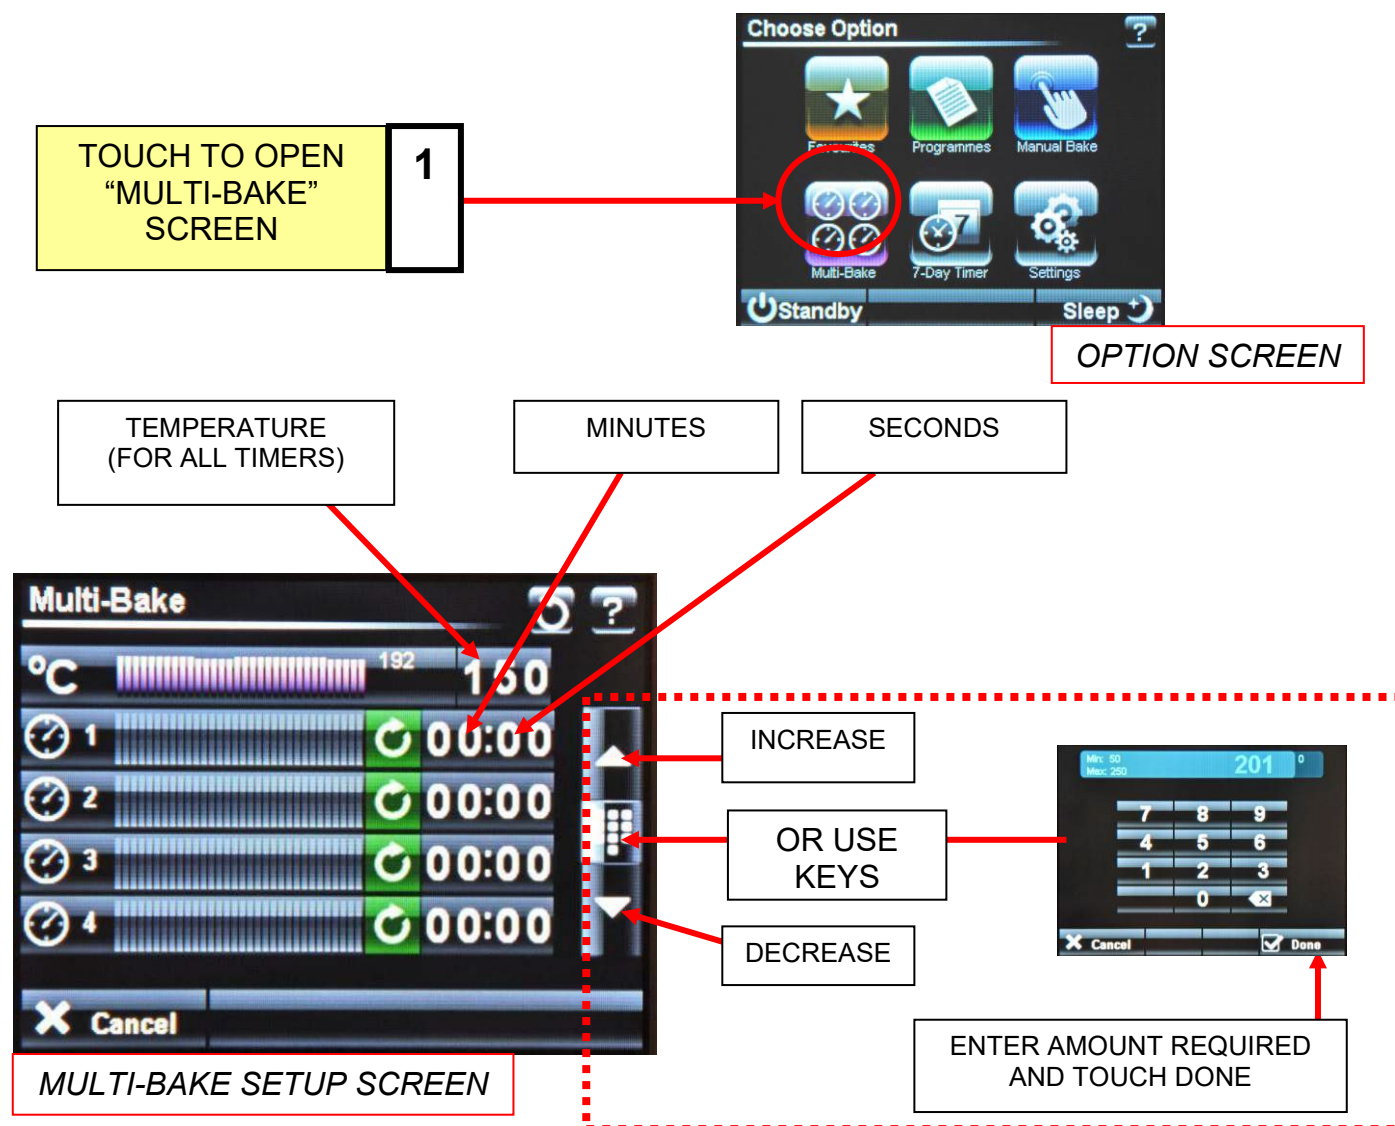 Choose Option
?
Favourites
Programmes
Manual Bake
TOUCH TO OPEN
“MULTI-BAKE”
SCREEN
1
7
Multi-Bake
7-Day Timer
Settings
Standby
Sleep
OPTION SCREEN
TEMPERATURE
(FOR ALL TIMERS)
MINUTES
SECONDS
Multi-Bake
?
°C
192
150
1
00:00
2
00:00
3
00:00
4
00:00
Cancel
MULTI-BAKE SETUP SCREEN
INCREASE
OR USE
KEYS
DECREASE
Min: 50
Max: 250
201
0
7
8
9
4
5
6
1
2
3
0
Cancel
Done
ENTER AMOUNT REQUIRED
AND TOUCH DONE